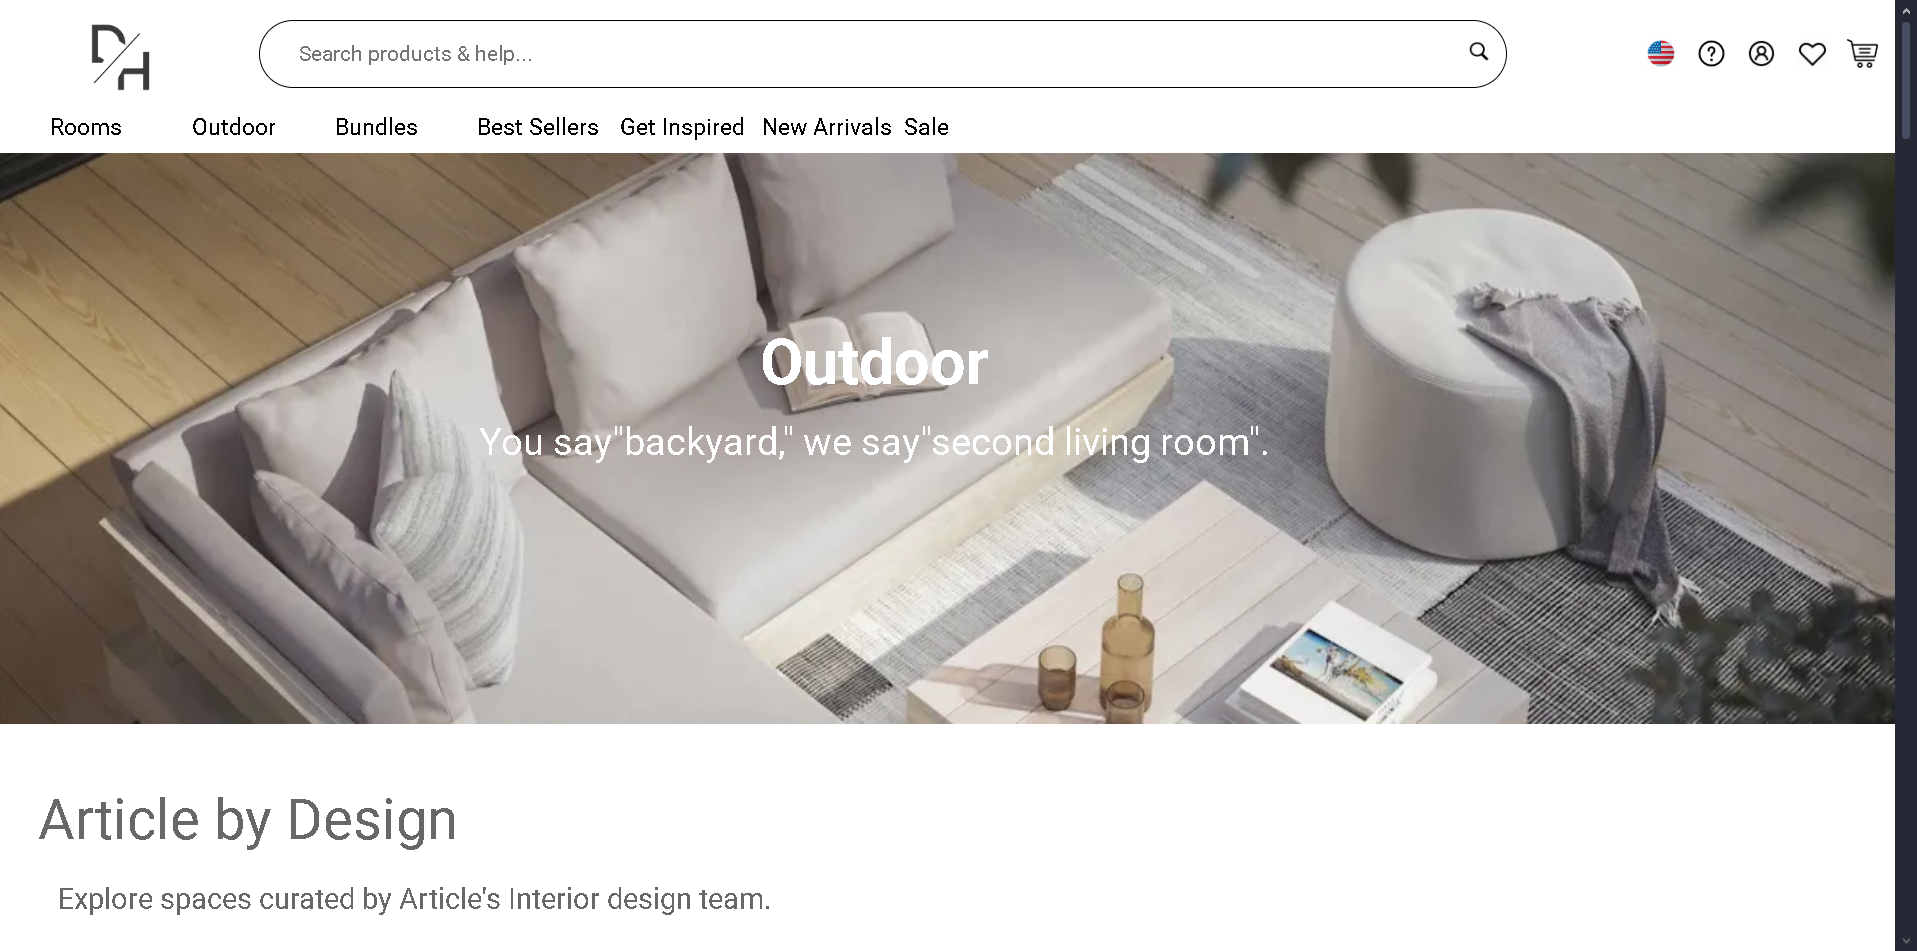 DH
Search products & help...
Rooms Outdoor Bundles Best Sellers Get Inspired New Arrivals Sale
Outdoor
You say"backyard," we say"second living room".
Article by Design
Explore spaces curated by Article's Interior design team.